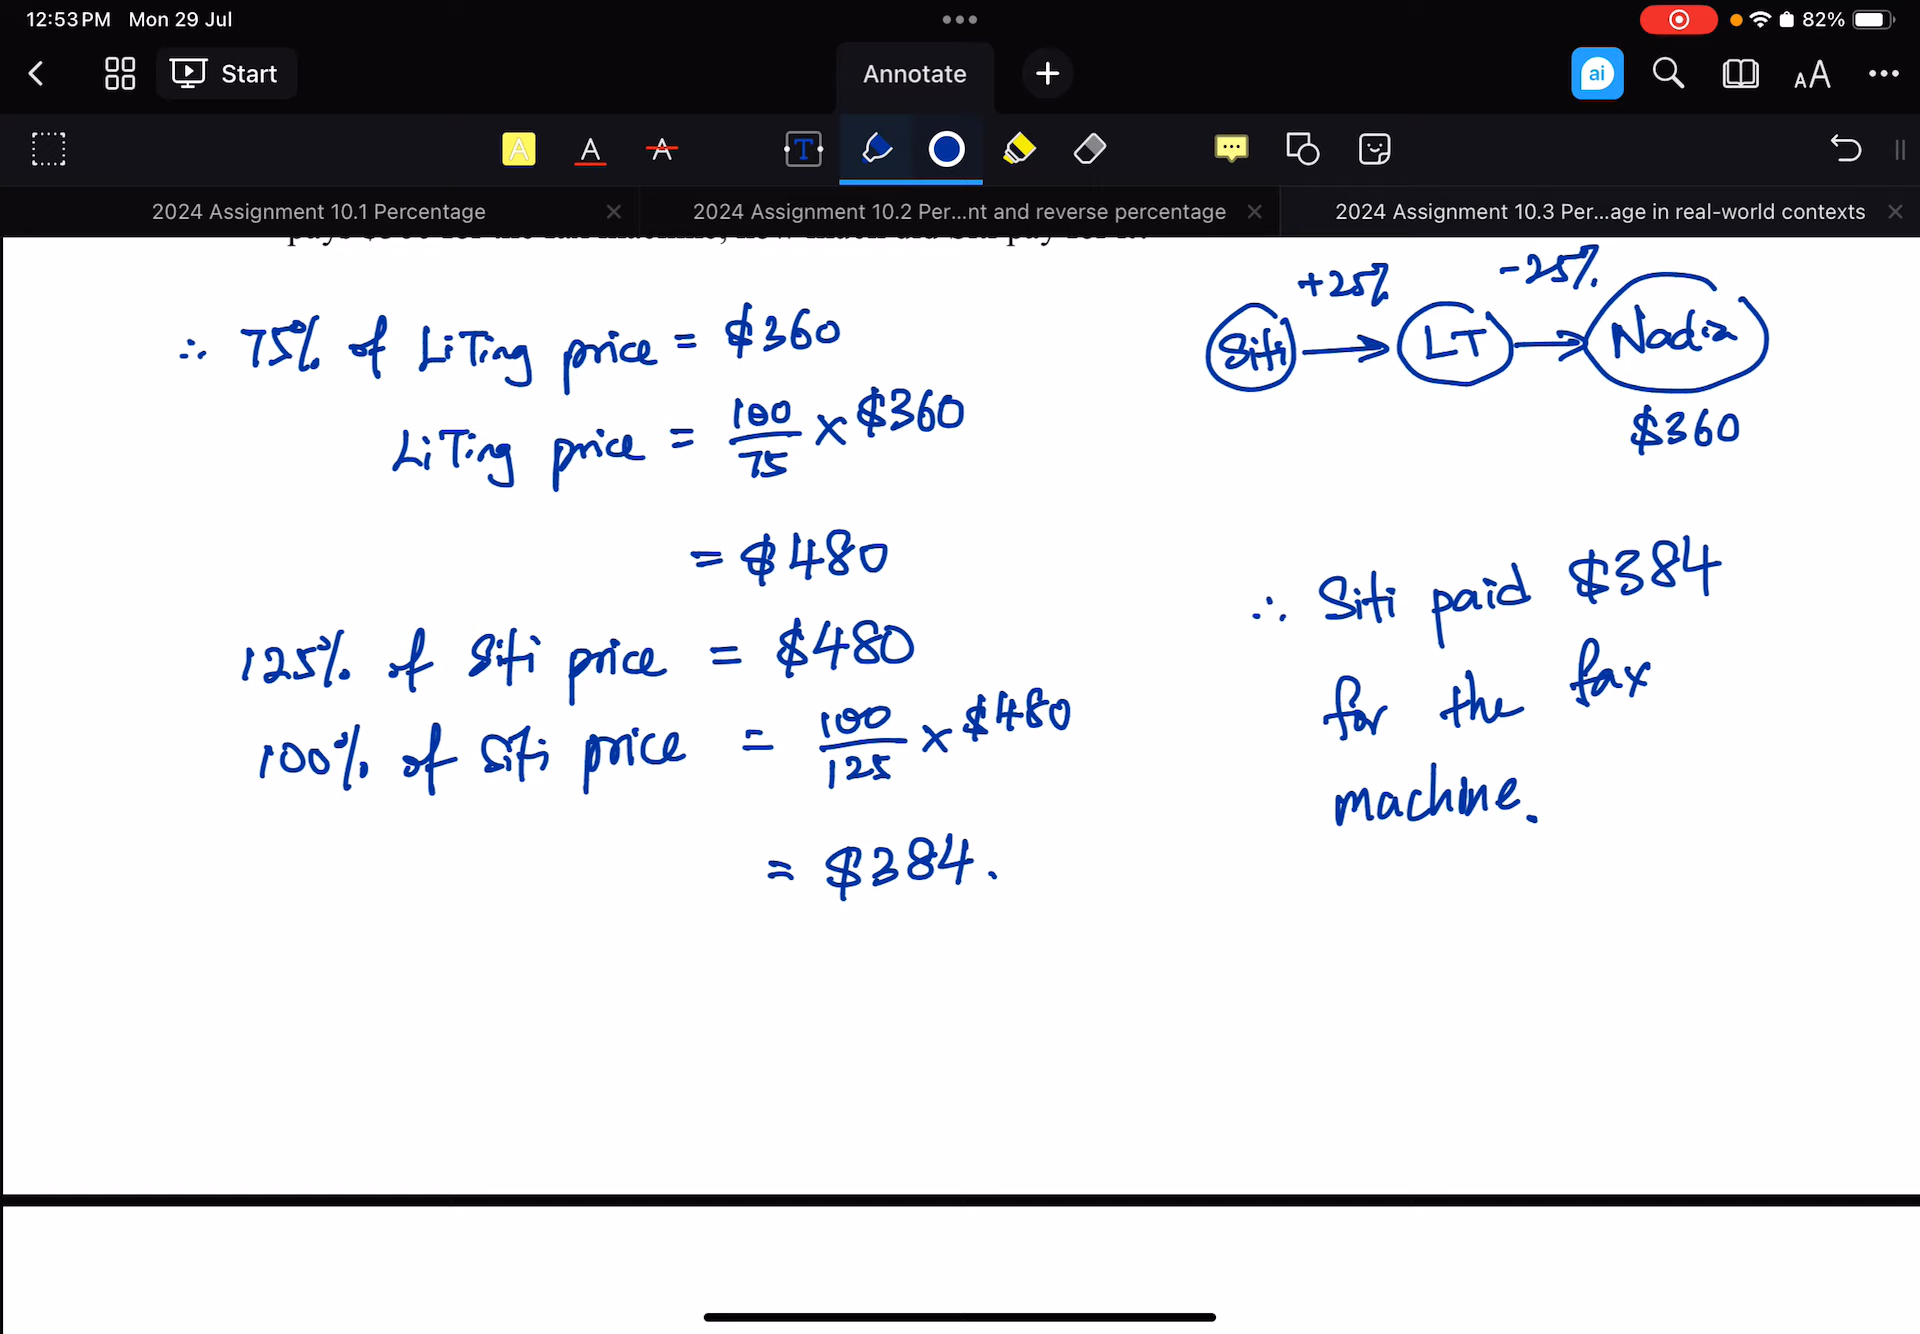 12:53 PM Mon 29 Jul
82%
Start
Annotate
ai
AA
A A A T
2024 Assignment 10.1 Percentage
2024 Assignment 10.2 Per...nt and reverse percentage
2024 Assignment 10.3 Per...age in real-world contexts
+25% -25%
Siti LT Nadia
$360
∴ 75% of LiTing price = $360
LiTing price = 100/75 × $360
= $480
125% of Siti price = $480
100% of Siti price = 100/125 × $480
= $384.
∴ Siti paid $384
for the fax
machine.